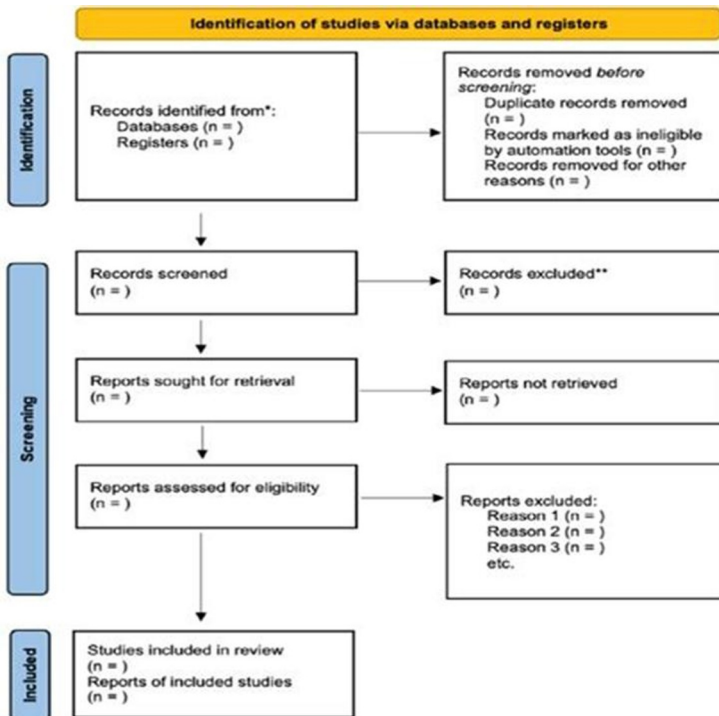 Identification of studies via databases and registers
Identification
Records identified from*:
Databases (n = )
Registers (n = )
Records removed before
screening:
Duplicate records removed
(n = )
Records marked as ineligible
by automation tools (n = )
Records removed for other
reasons (n = )
Screening
Records screened
(n = )
Records excluded**
(n = )
Reports sought for retrieval
(n = )
Reports not retrieved
(n = )
Reports assessed for eligibility
(n = )
Reports excluded:
Reason 1 (n = )
Reason 2 (n = )
Reason 3 (n = )
etc.
Included
Studies included in review
(n = )
Reports of included studies
(n = )